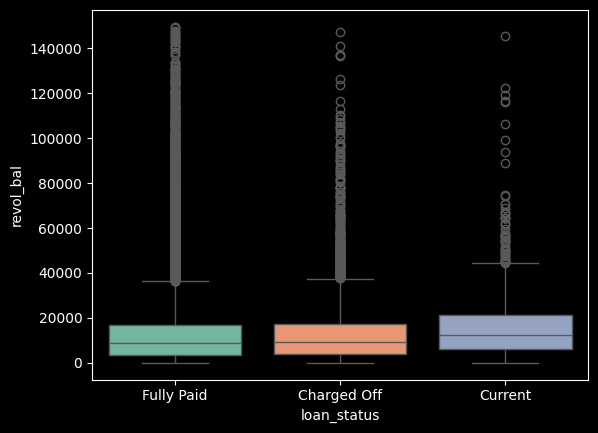 140000
120000
100000
80000
60000
40000
20000
0
revol_bal
Fully Paid
Charged Off
Current
loan_status